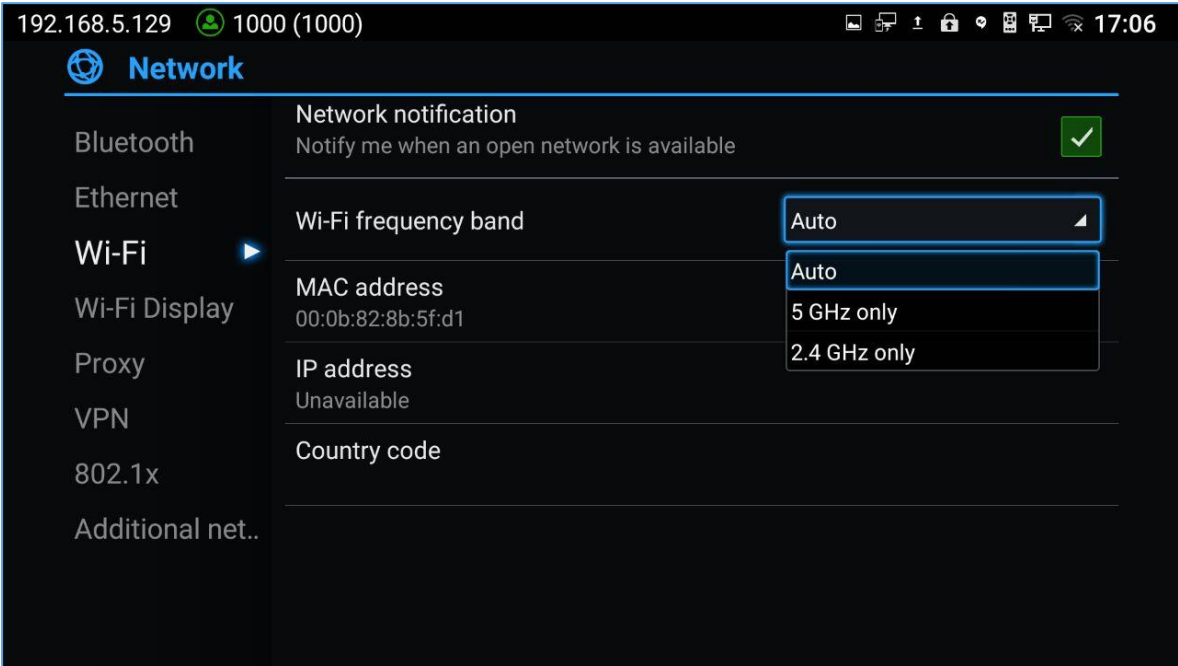 192.168.5.129 1000 (1000) 17:06
Network
Bluetooth
Ethernet
Wi-Fi
Wi-Fi Display
Proxy
VPN
802.1x
Additional net..
Network notification
Notify me when an open network is available
Wi-Fi frequency band
Auto
Auto
5 GHz only
2.4 GHz only
MAC address
00:0b:82:8b:5f:d1
IP address
Unavailable
Country code